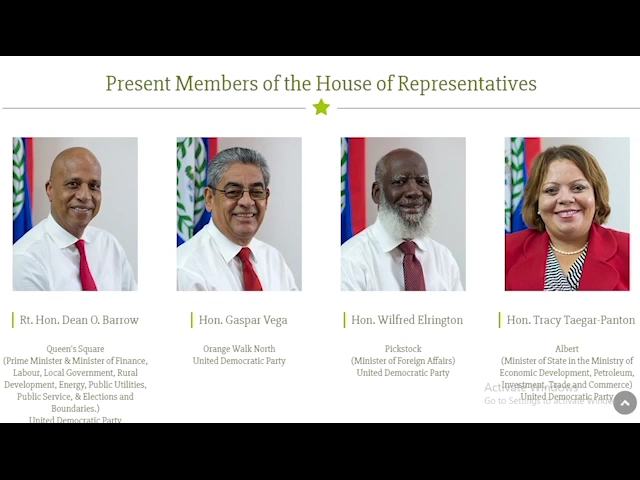 Present Members of the House of Representatives
Rt. Hon. Dean O. Barrow
Hon. Gaspar Vega
Hon. Wilfred Elrington
Hon. Tracy Taegar-Panton
Queen's Square
(Prime Minister & Minister of Finance,
Labour, Local Government, Rural
Development, Energy, Public Utilities,
Public Service, & Elections and
Boundaries.)
United Democratic Party
Orange Walk North
United Democratic Party
Pickstock
(Minister of Foreign Affairs)
United Democratic Party
Albert
(Minister of State in the Ministry of
Economic Development, Petroleum,
Investment, Trade and Commerce)
United Democratic Party
Activate Windows
Go to Settings to activate Windows